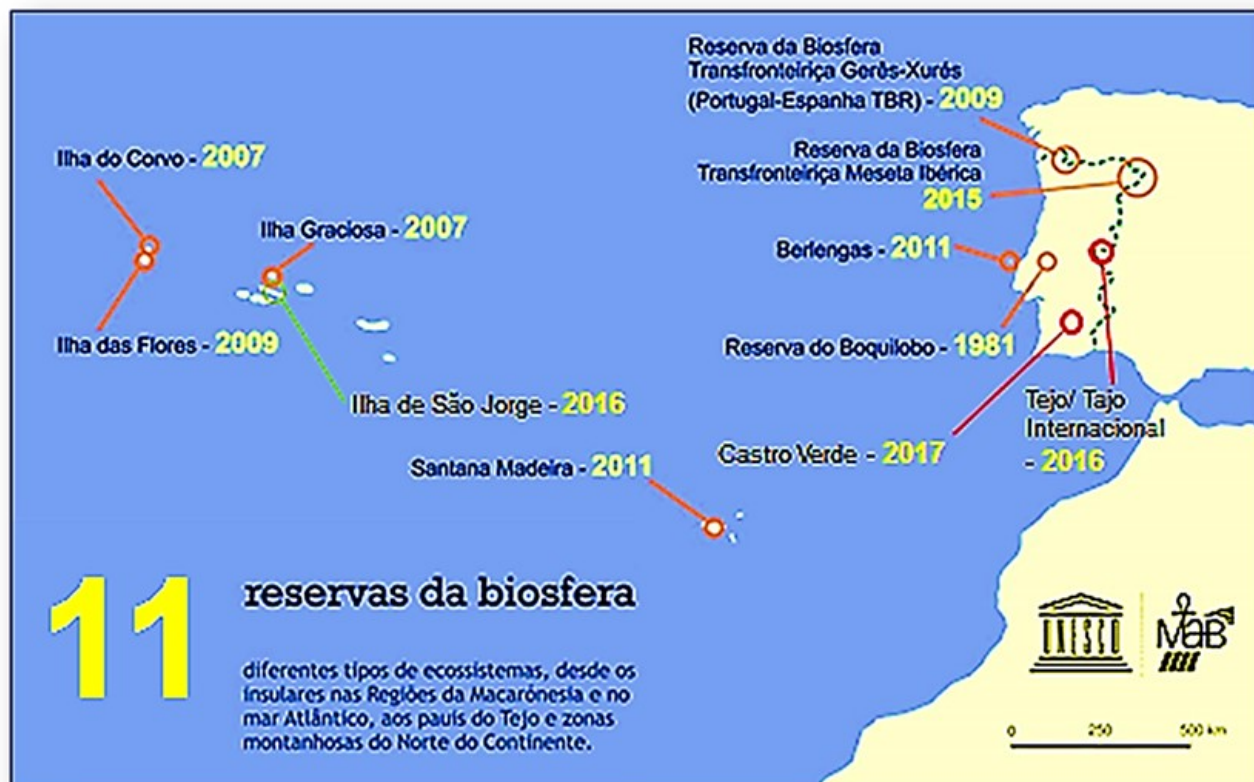 Reserva da Biosfera
Transfronteiriça Gerês-Xurés
(Portugal-Espanha TBR) - 2009
Ilha do Corvo - 2007
Reserva da Biosfera
Transfronteiriça Meseta Ibérica
2015
Ilha Graciosa - 2007
Berlengas - 2011
Ilha das Flores - 2009
Reserva do Boquilobo - 1981
Ilha de São Jorge - 2016
Tejo/ Tajo
Internacional
- 2016
Castro Verde - 2017
Santana Madeira - 2011
11 reservas da biosfera
diferentes tipos de ecossistemas, desde os
insulares nas Regiões da Macaronesia e no
mar Atlântico, aos pauis do Tejo e zonas
montanhosas do Norte do Continente.
UNESCO
MaB
0 250 500 km